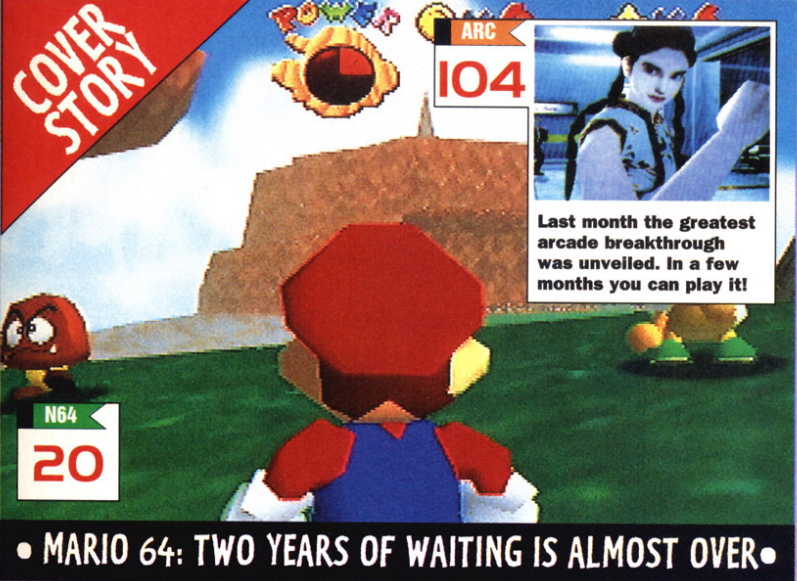 COVER
STORY
POWER
ARC
104
Last month the greatest
arcade breakthrough
was unveiled. In a few
months you can play it!
N64
20
• MARIO 64: TWO YEARS OF WAITING IS ALMOST OVER•